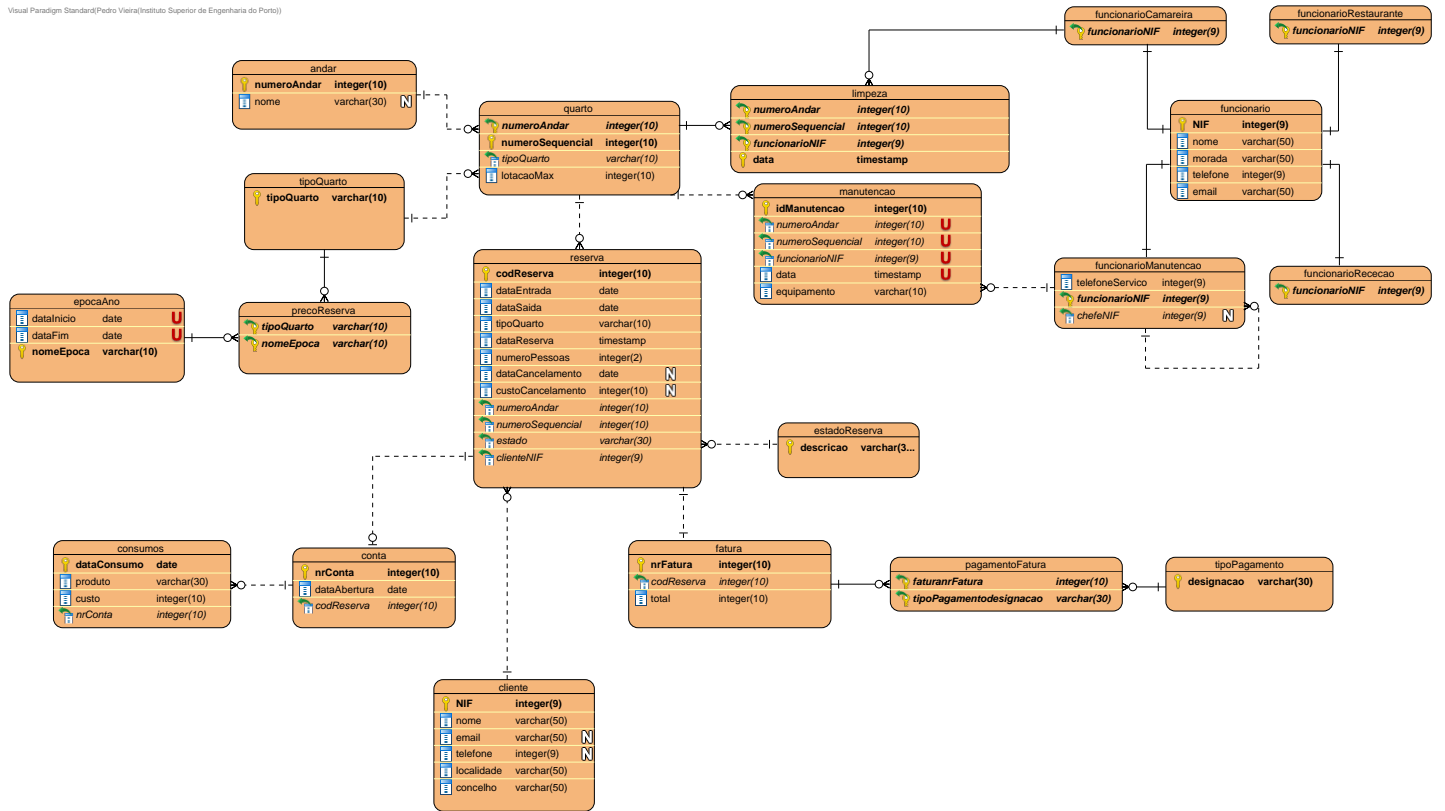 Visual Paradigm Standard(Pedro Vieira(Instituto Superior de Engenharia do Porto))
funcionarioCamareira
funcionarioNIF integer(9)
funcionarioRestaurante
funcionarioNIF integer(9)
andar
numeroAndar integer(10)
nome varchar(30) N
quarto
numeroAndar integer(10)
numeroSequencial integer(10)
tipoQuarto varchar(10)
lotacaoMax integer(10)
limpeza
numeroAndar integer(10)
numeroSequencial integer(10)
funcionarioNIF integer(9)
data timestamp
funcionario
NIF integer(9)
nome varchar(50)
morada varchar(50)
telefone integer(9)
email varchar(50)
tipoQuarto
tipoQuarto varchar(10)
manutencao
idManutencao integer(10)
numeroAndar integer(10) U
numeroSequencial integer(10) U
funcionarioNIF integer(9) U
data timestamp U
equipamento varchar(10)
funcionarioManutencao
telefoneServico integer(9)
funcionarioNIF integer(9)
chefeNIF integer(9) N
funcionarioRececao
funcionarioNIF integer(9)
epocaAno
dataInicio date U
dataFim date U
nomeEpoca varchar(10)
precoReserva
tipoQuarto varchar(10)
nomeEpoca varchar(10)
reserva
codReserva integer(10)
dataEntrada date
dataSaida date
tipoQuarto varchar(10)
dataReserva timestamp
numeroPessoas integer(2)
dataCancelamento date N
custoCancelamento integer(10) N
numeroAndar integer(10)
numeroSequencial integer(10)
estado varchar(30)
clienteNIF integer(9)
estadoReserva
descricao varchar(3...
consumos
dataConsumo date
produto varchar(30)
custo integer(10)
nrConta integer(10)
conta
nrConta integer(10)
dataAbertura date
codReserva integer(10)
fatura
nrFatura integer(10)
codReserva integer(10)
total integer(10)
pagamentoFatura
faturanrFatura integer(10)
tipoPagamentodesignacao varchar(30)
tipoPagamento
designacao varchar(30)
cliente
NIF integer(9)
nome varchar(50)
email varchar(50) N
telefone integer(9) N
localidade varchar(50)
concelho varchar(50)